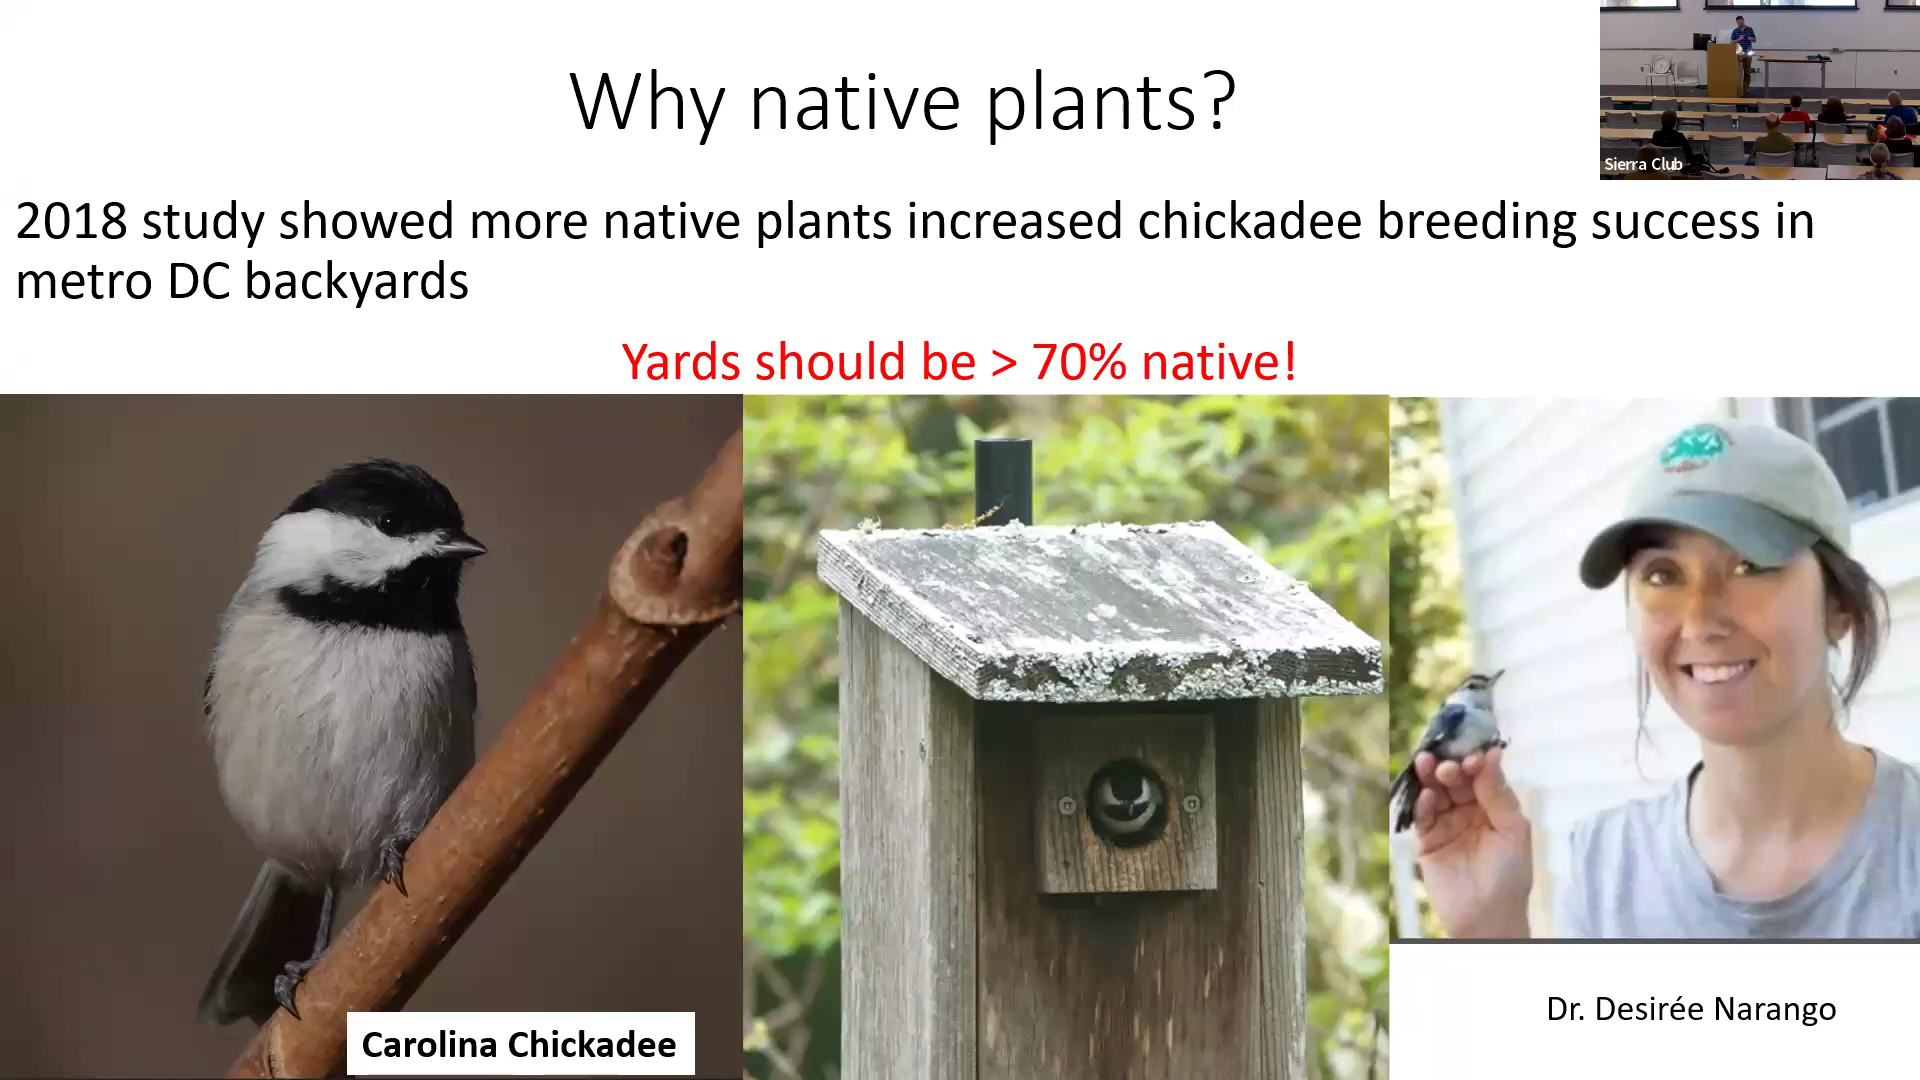 Why native plants?
Sierra Club
2018 study showed more native plants increased chickadee breeding success in
metro DC backyards
Yards should be > 70% native!
Carolina Chickadee
Dr. Desirée Narango